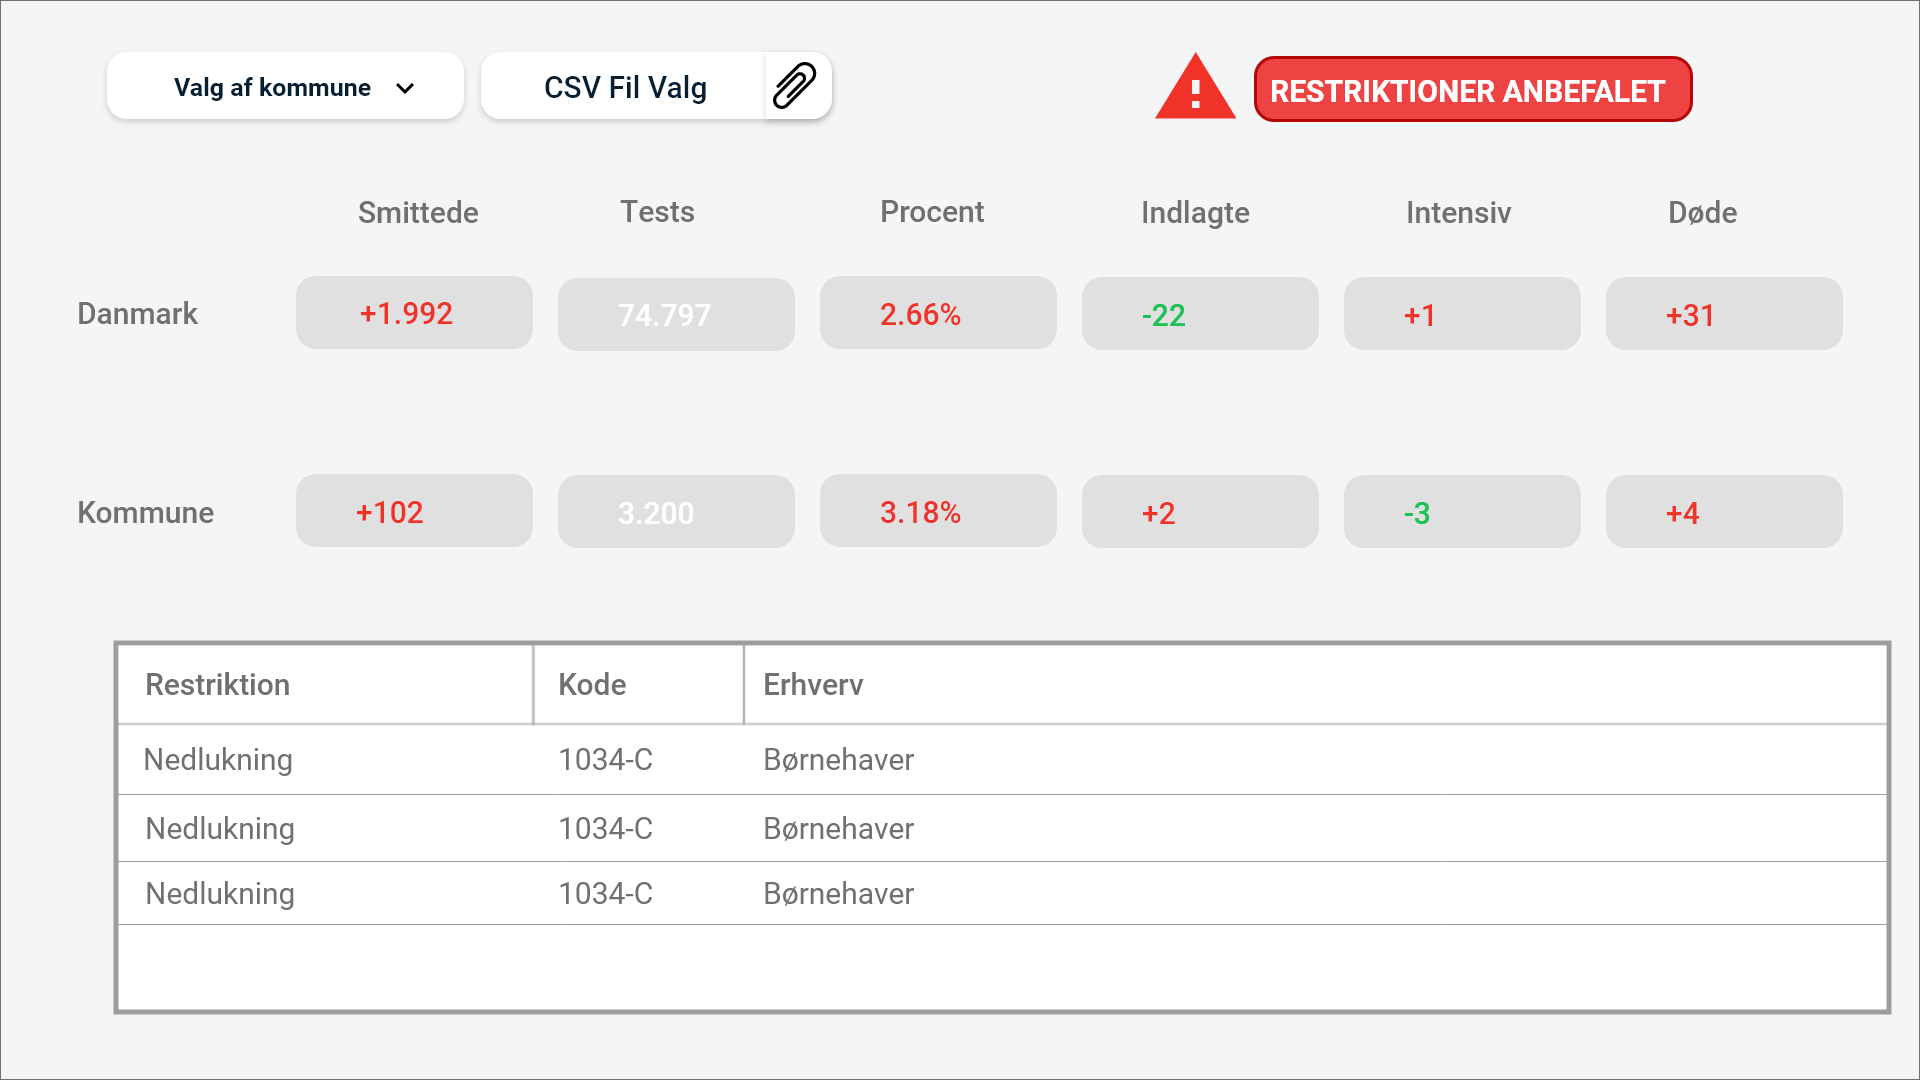 Valg af kommune
CSV Fil Valg
RESTRIKTIONER ANBEFALET
Smittede Tests Procent Indlagte Intensiv Døde
Danmark +1.992 74.797 2.66% -22 +1 +31
Kommune +102 3.200 3.18% +2 -3 +4
Restriktion Kode Erhverv
Nedlukning 1034-C Børnehaver
Nedlukning 1034-C Børnehaver
Nedlukning 1034-C Børnehaver